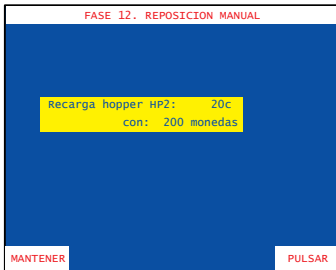 FASE 12. REPOSICION MANUAL
Recarga hopper HP2: 20c
con: 200 monedas
MANTENER PULSAR